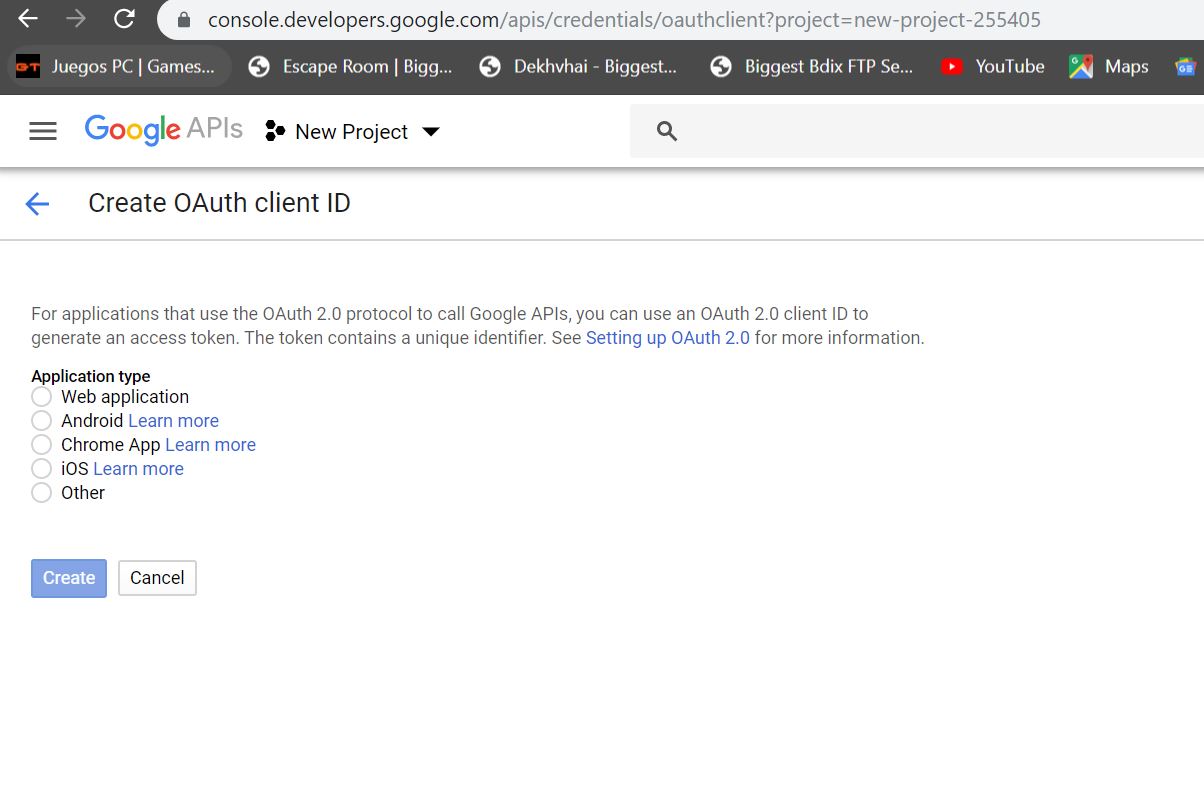 console.developers.google.com/apis/credentials/oauthclient?project=new-project-255405
GT Juegos PC | Games... Escape Room | Bigg... Dekhvhai - Biggest... Biggest Bdix FTP Se... YouTube Maps GE
Google APIs New Project
Create OAuth client ID
For applications that use the OAuth 2.0 protocol to call Google APIs, you can use an OAuth 2.0 client ID to
generate an access token. The token contains a unique identifier. See Setting up OAuth 2.0 for more information.
Application type
Web application
Android Learn more
Chrome App Learn more
iOS Learn more
Other
Create Cancel